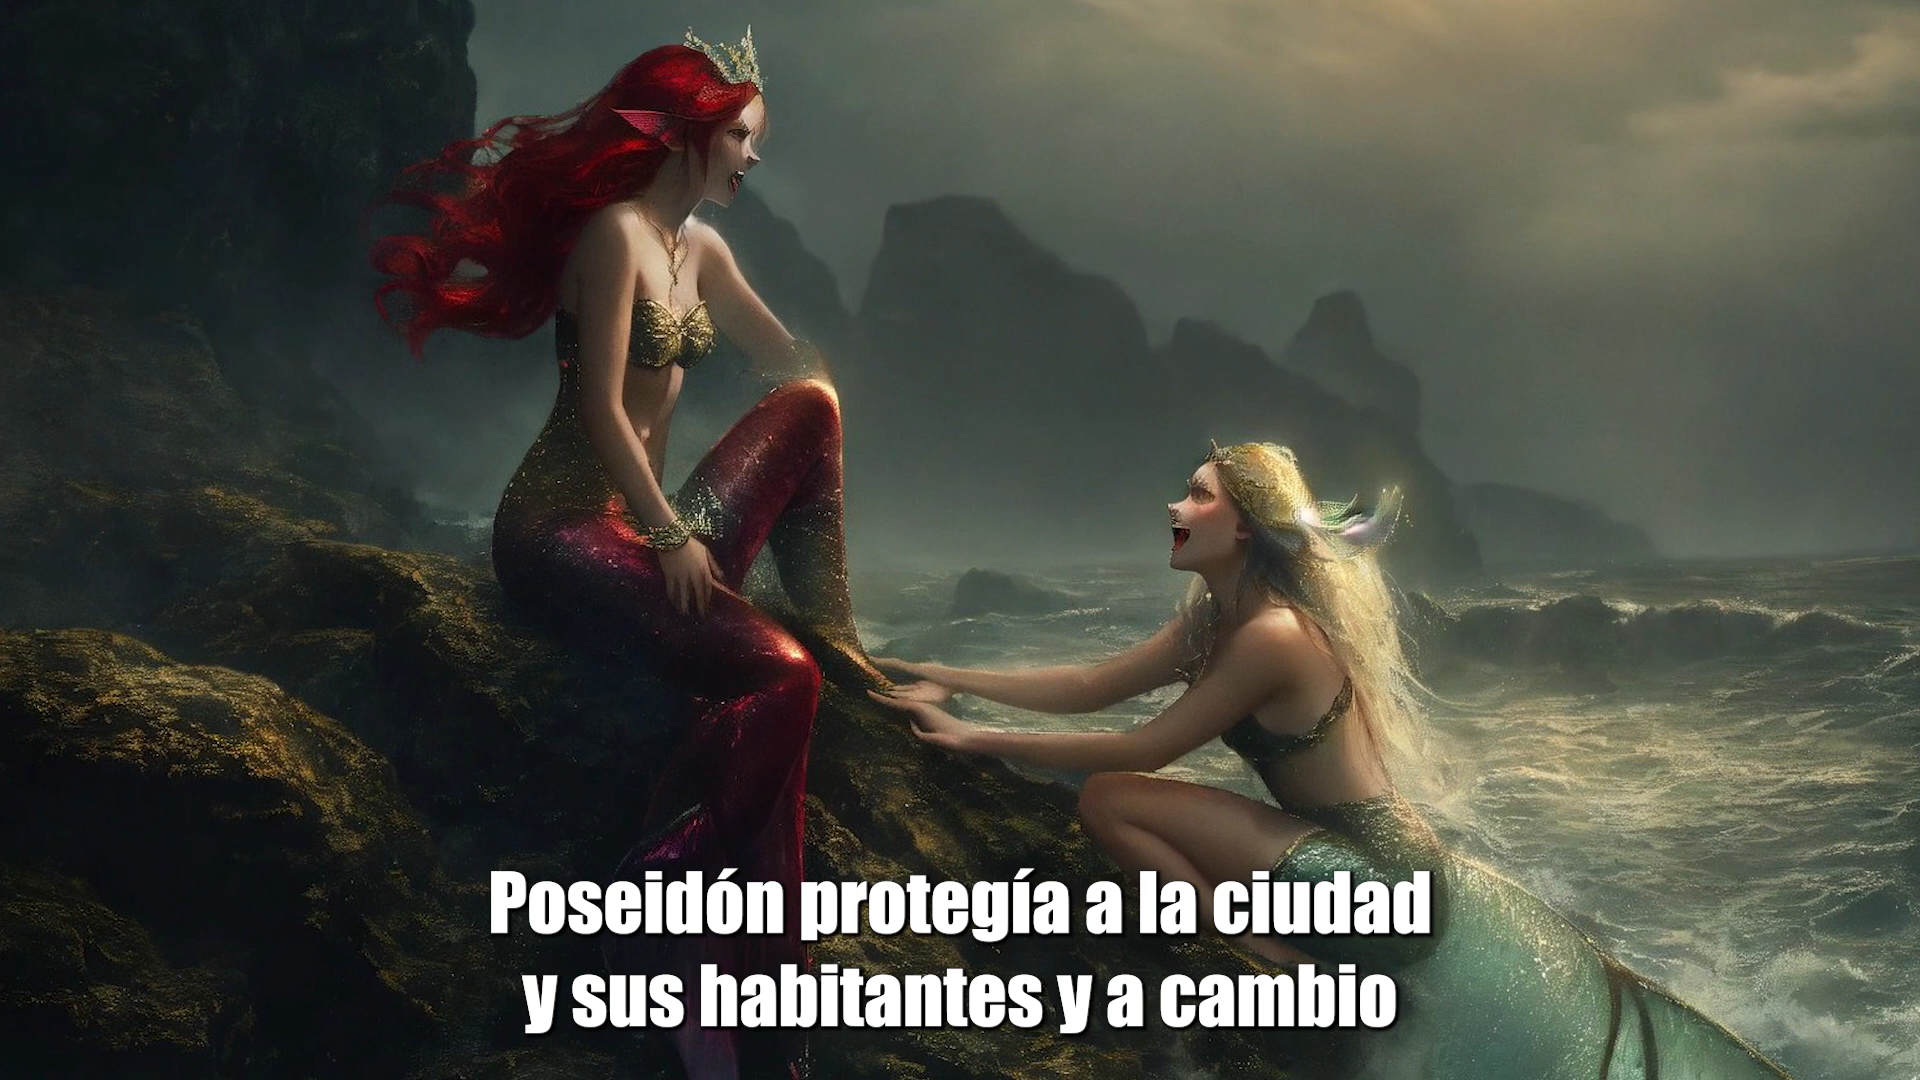 Poseidón protegía a la ciudad
y sus habitantes y a cambio